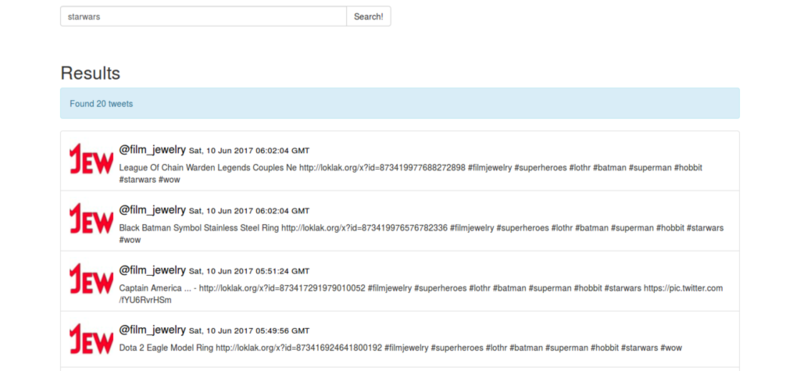 starwars
Search!
Results
Found 20 tweets
JEW
@film_jewelry Sat, 10 Jun 2017 06:02:04 GMT
League Of Chain Warden Legends Couples Ne http://loklak.org/x?id=873419977688272898 #filmjewelry #superheroes #lothr #batman #superman #hobbit
#starwars #wow
JEW
@film_jewelry Sat, 10 Jun 2017 06:02:04 GMT
Black Batman Symbol Stainless Steel Ring http://loklak.org/x?id=873419976576782336 #filmjewelry #superheroes #lothr #batman #superman #hobbit #starwars
#wow
JEW
@film_jewelry Sat, 10 Jun 2017 05:51:24 GMT
Captain America ... - http://loklak.org/x?id=873417291979010052 #filmjewelry #superheroes #lothr #batman #superman #hobbit #starwars https://pic.twitter.com
/fYU6RvrHSm
JEW
@film_jewelry Sat, 10 Jun 2017 05:49:56 GMT
Dota 2 Eagle Model Ring http://loklak.org/x?id=873416924641800192 #filmjewelry #superheroes #lothr #batman #superman #hobbit #starwars #wow